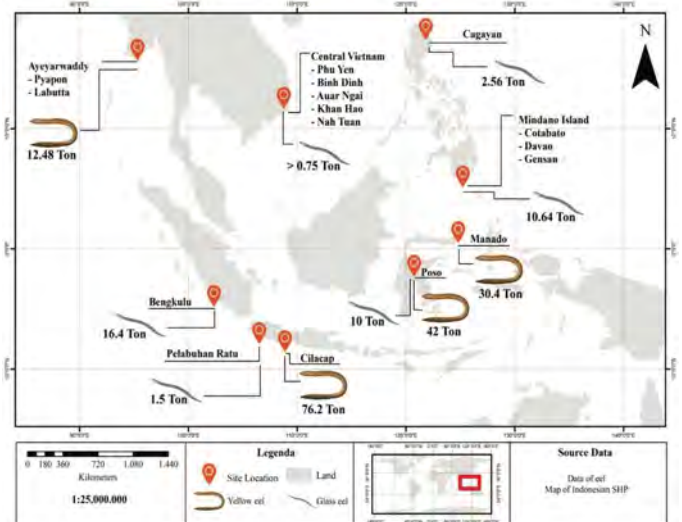 N
Ayeyarwaddy
- Pyapon
- Labutta
12.48 Ton
Central Vietnam
- Phu Yen
- Binh Dinh
- Auar Ngai
- Khan Hao
- Nah Tuan
> 0.75 Ton
Cagayan
2.56 Ton
Mindano Island
- Cotabato
- Davao
- Gensan
10.64 Ton
Manado
30.4 Ton
Poso
10 Ton
42 Ton
Bengkulu
16.4 Ton
Pelabuhan Ratu
1.5 Ton
Cilacap
76.2 Ton
0 180 360 720 1.080 1.440
Kilometers
1:25,000.000
Legenda
Site Location
Land
Yellow eel
Glass eel
Source Data
Data of eel
Map of Indonesian SHP